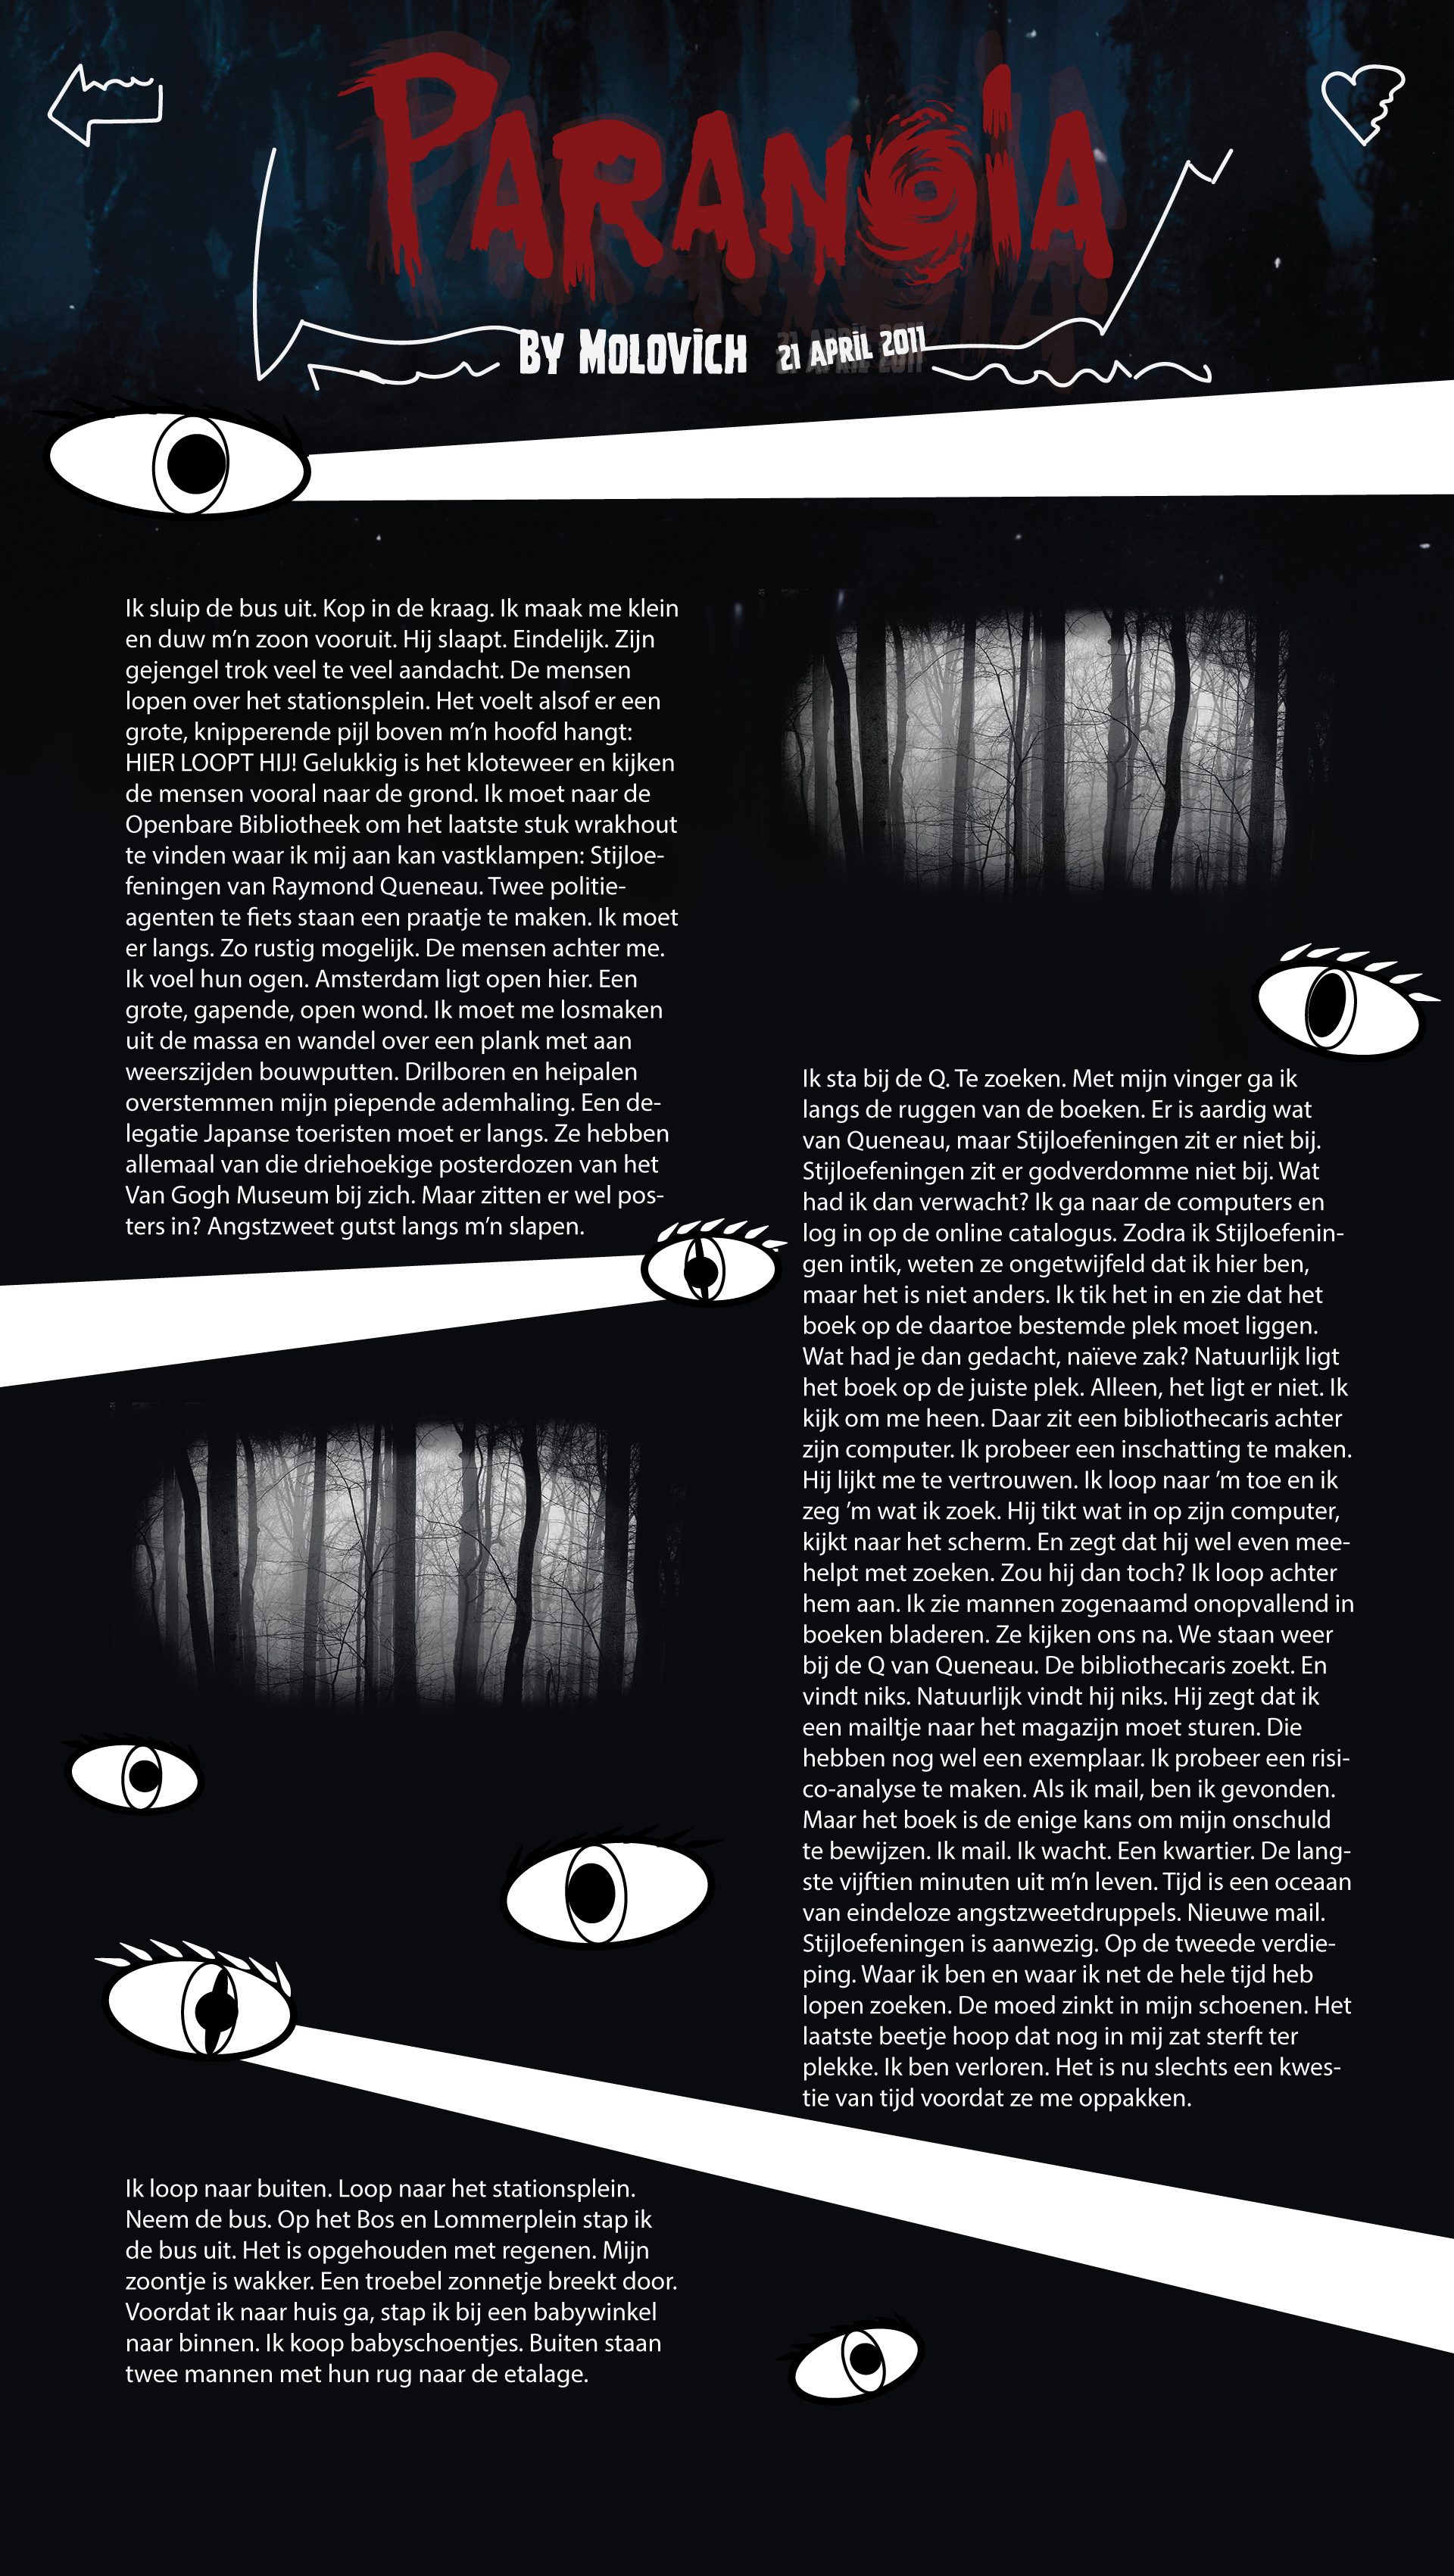 PARANOIA
BY MOLOVICH 21 APRIL 2011
Ik sluip de bus uit. Kop in de kraag. Ik maak me klein
en duw m’n zoon vooruit. Hij slaapt. Eindelijk. Zijn
gejengel trok veel te veel aandacht. De mensen
lopen over het stationsplein. Het voelt alsof er een
grote, knipperende pijl boven m’n hoofd hangt:
HIER LOOPT HIJ! Gelukkig is het kloteweer en kijken
de mensen vooral naar de grond. Ik moet naar de
Openbare Bibliotheek om het laatste stuk wrakhout
te vinden waar ik mij aan kan vastklampen: Stijloe-
feningen van Raymond Queneau. Twee politie-
agenten te fiets staan een praatje te maken. Ik moet
er langs. Zo rustig mogelijk. De mensen achter me.
Ik voel hun ogen. Amsterdam ligt open hier. Een
grote, gapende, open wond. Ik moet me losmaken
uit de massa en wandel over een plank met aan
weerszijden bouwputten. Drilboren en heipalen
overstemmen mijn piepende ademhaling. Een de-
legatie Japanse toeristen moet er langs. Ze hebben
allemaal van die driehoekige posterdozen van het
Van Gogh Museum bij zich. Maar zitten er wel pos-
ters in? Angstzweet gutst langs m’n slapen.
Ik sta bij de Q. Te zoeken. Met mijn vinger ga ik
langs de ruggen van de boeken. Er is aardig wat
van Queneau, maar Stijloefeningen zit er niet bij.
Stijloefeningen zit er godverdomme niet bij. Wat
had ik dan verwacht? Ik ga naar de computers en
log in op de online catalogus. Zodra ik Stijloefenin-
gen intik, weten ze ongetwijfeld dat ik hier ben,
maar het is niet anders. Ik tik het in en zie dat het
boek op de daartoe bestemde plek moet liggen.
Wat had je dan gedacht, naïeve zak? Natuurlijk ligt
het boek op de juiste plek. Alleen, het ligt er niet. Ik
kijk om me heen. Daar zit een bibliothecaris achter
zijn computer. Ik probeer een inschatting te maken.
Hij lijkt me te vertrouwen. Ik loop naar ’m toe en ik
zeg ’m wat ik zoek. Hij tikt wat in op zijn computer,
kijkt naar het scherm. En zegt dat hij wel even mee-
helpt met zoeken. Zou hij dan toch? Ik loop achter
hem aan. Ik zie mannen zogenaamd onopvallend in
boeken bladeren. Ze kijken ons na. We staan weer
bij de Q van Queneau. De bibliothecaris zoekt. En
vindt niks. Natuurlijk vindt hij niks. Hij zegt dat ik
een mailtje naar het magazijn moet sturen. Die
hebben nog wel een exemplaar. Ik probeer een risi-
co-analyse te maken. Als ik mail, ben ik gevonden.
Maar het boek is de enige kans om mijn onschuld
te bewijzen. Ik mail. Ik wacht. Een kwartier. De lang-
ste vijftien minuten uit m’n leven. Tijd is een oceaan
van eindeloze angstzweetdruppels. Nieuwe mail.
Stijloefeningen is aanwezig. Op de tweede verdie-
ping. Waar ik ben en waar ik net de hele tijd heb
lopen zoeken. De moed zinkt in mijn schoenen. Het
laatste beetje hoop dat nog in mij zat sterft ter
plekke. Ik ben verloren. Het is nu slechts een kwes-
tie van tijd voordat ze me oppakken.
Ik loop naar buiten. Loop naar het stationsplein.
Neem de bus. Op het Bos en Lommerplein stap ik
de bus uit. Het is opgehouden met regenen. Mijn
zoontje is wakker. Een troebel zonnetje breekt door.
Voordat ik naar huis ga, stap ik bij een babywinkel
naar binnen. Ik koop babyschoentjes. Buiten staan
twee mannen met hun rug naar de etalage.